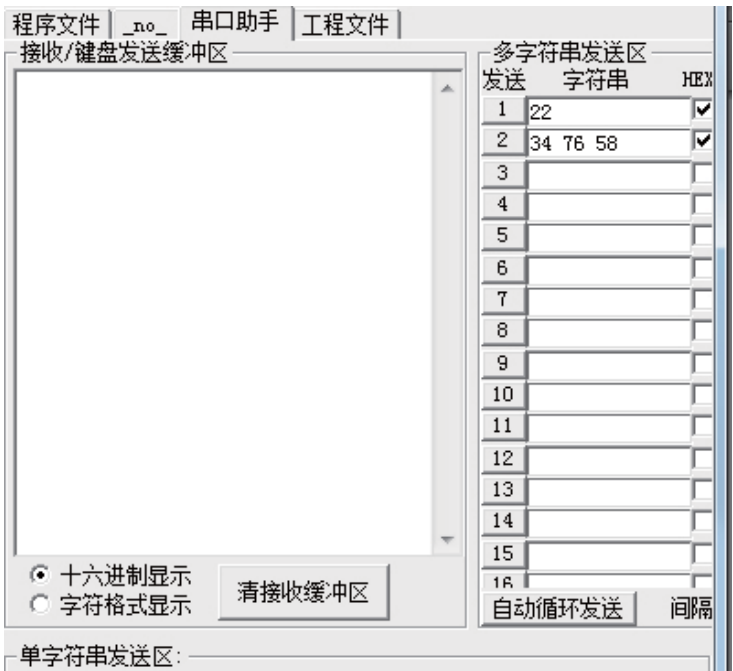 程序文件 _no_ 串口助手 工程文件
接收/键盘发送缓冲区
多字符串发送区
发送 字符串 HEX
1 22
2 34 76 58
3
4
5
6
7
8
9
10
11
12
13
14
15
16
十六进制显示
字符格式显示
清接收缓冲区
自动循环发送 间隔
单字符串发送区: